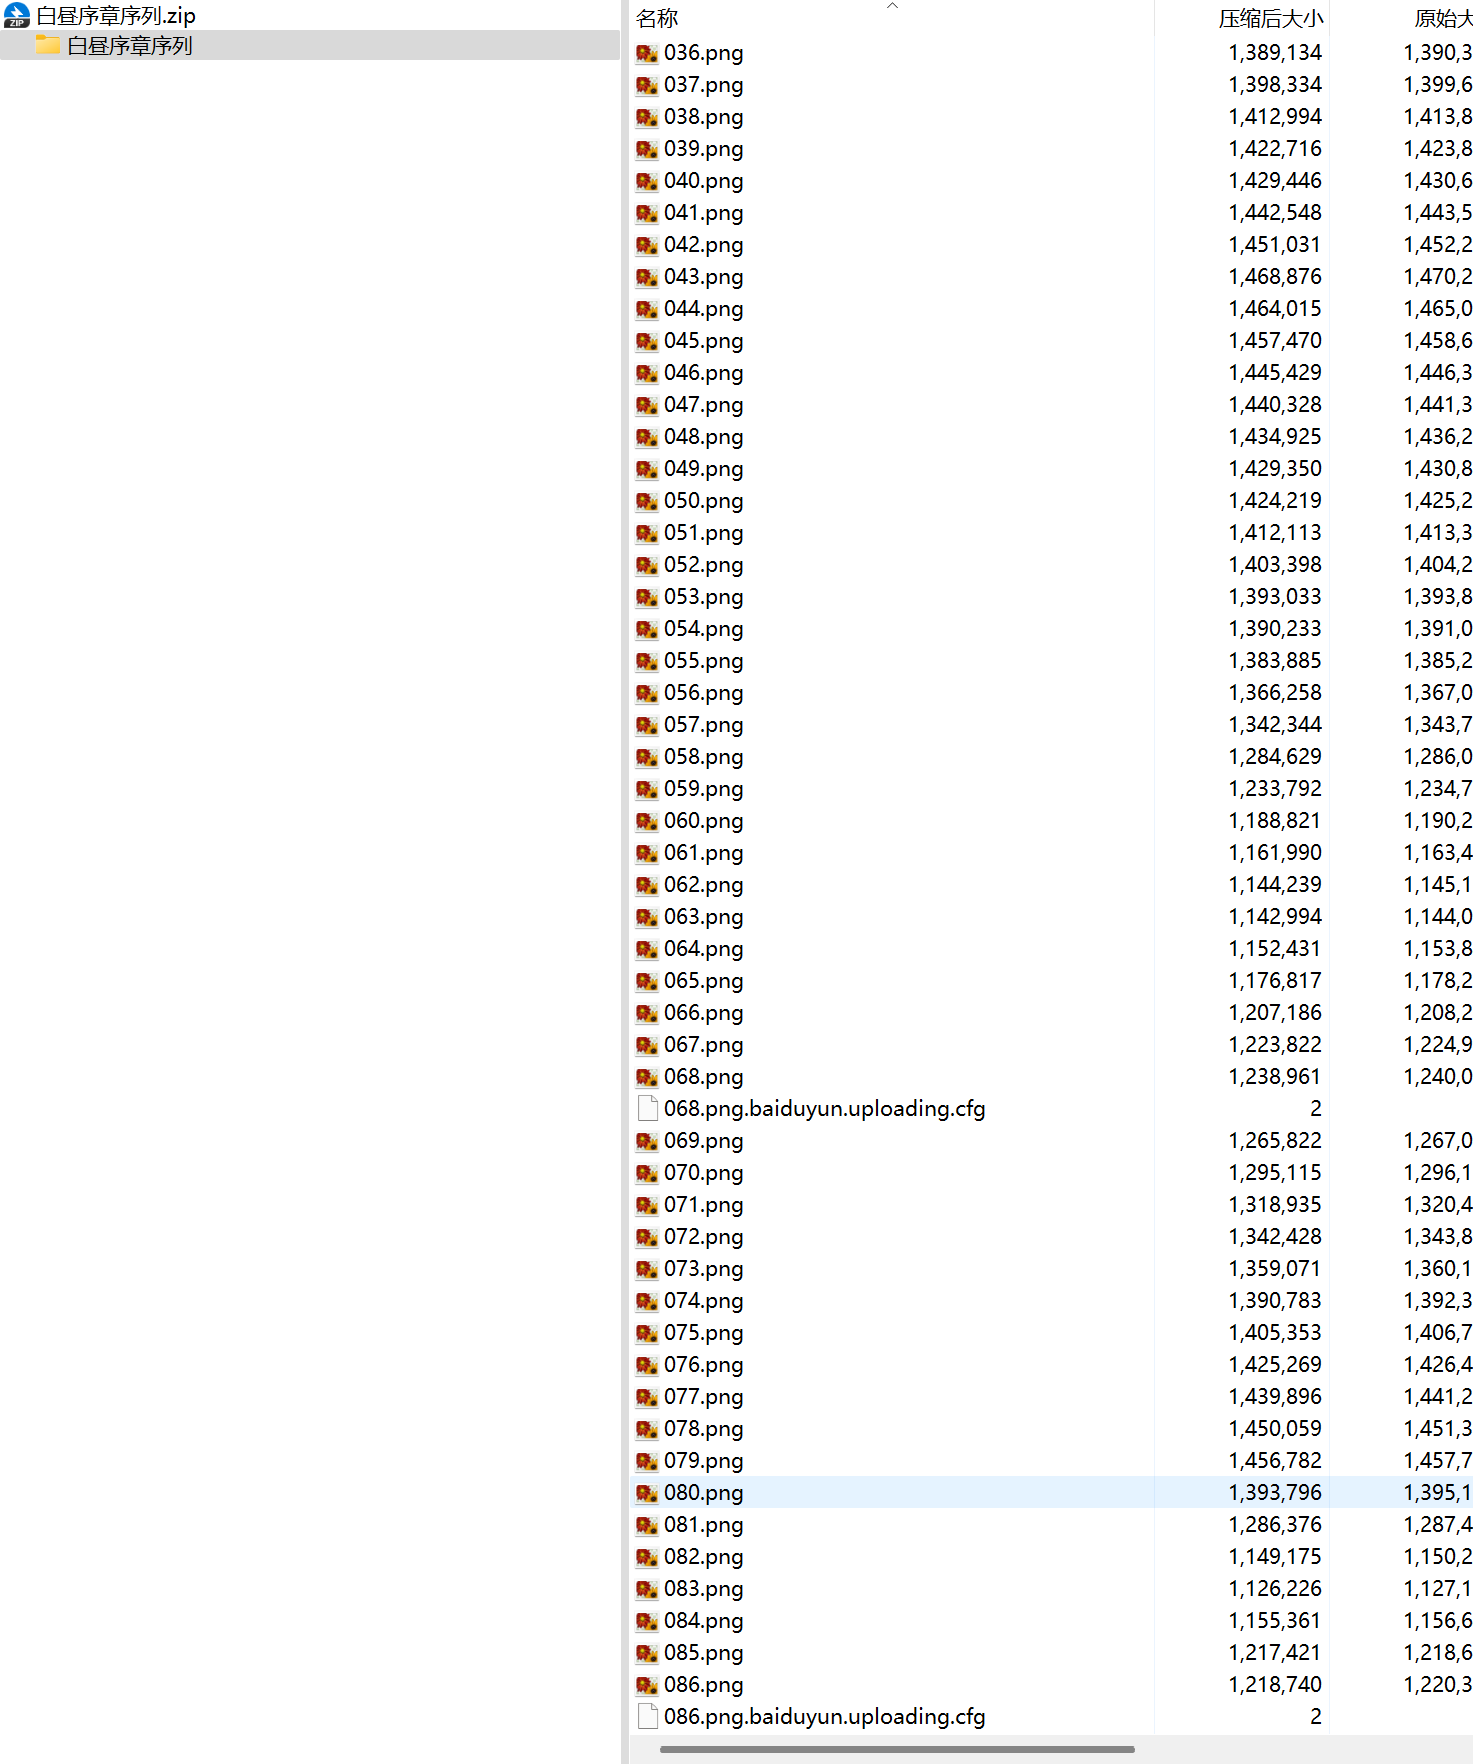 白昼序章序列.zip
白昼序章序列
名称 压缩后大小 原始大
036.png 1,389,134 1,390,3
037.png 1,398,334 1,399,6
038.png 1,412,994 1,413,8
039.png 1,422,716 1,423,8
040.png 1,429,446 1,430,6
041.png 1,442,548 1,443,5
042.png 1,451,031 1,452,2
043.png 1,468,876 1,470,2
044.png 1,464,015 1,465,0
045.png 1,457,470 1,458,6
046.png 1,445,429 1,446,3
047.png 1,440,328 1,441,3
048.png 1,434,925 1,436,2
049.png 1,429,350 1,430,8
050.png 1,424,219 1,425,2
051.png 1,412,113 1,413,3
052.png 1,403,398 1,404,2
053.png 1,393,033 1,393,8
054.png 1,390,233 1,391,0
055.png 1,383,885 1,385,2
056.png 1,366,258 1,367,0
057.png 1,342,344 1,343,7
058.png 1,284,629 1,286,0
059.png 1,233,792 1,234,7
060.png 1,188,821 1,190,2
061.png 1,161,990 1,163,4
062.png 1,144,239 1,145,1
063.png 1,142,994 1,144,0
064.png 1,152,431 1,153,8
065.png 1,176,817 1,178,2
066.png 1,207,186 1,208,2
067.png 1,223,822 1,224,9
068.png 1,238,961 1,240,0
068.png.baiduyun.uploading.cfg 2
069.png 1,265,822 1,267,0
070.png 1,295,115 1,296,1
071.png 1,318,935 1,320,4
072.png 1,342,428 1,343,8
073.png 1,359,071 1,360,1
074.png 1,390,783 1,392,3
075.png 1,405,353 1,406,7
076.png 1,425,269 1,426,4
077.png 1,439,896 1,441,2
078.png 1,450,059 1,451,3
079.png 1,456,782 1,457,7
080.png 1,393,796 1,395,1
081.png 1,286,376 1,287,4
082.png 1,149,175 1,150,2
083.png 1,126,226 1,127,1
084.png 1,155,361 1,156,6
085.png 1,217,421 1,218,6
086.png 1,218,740 1,220,3
086.png.baiduyun.uploading.cfg 2